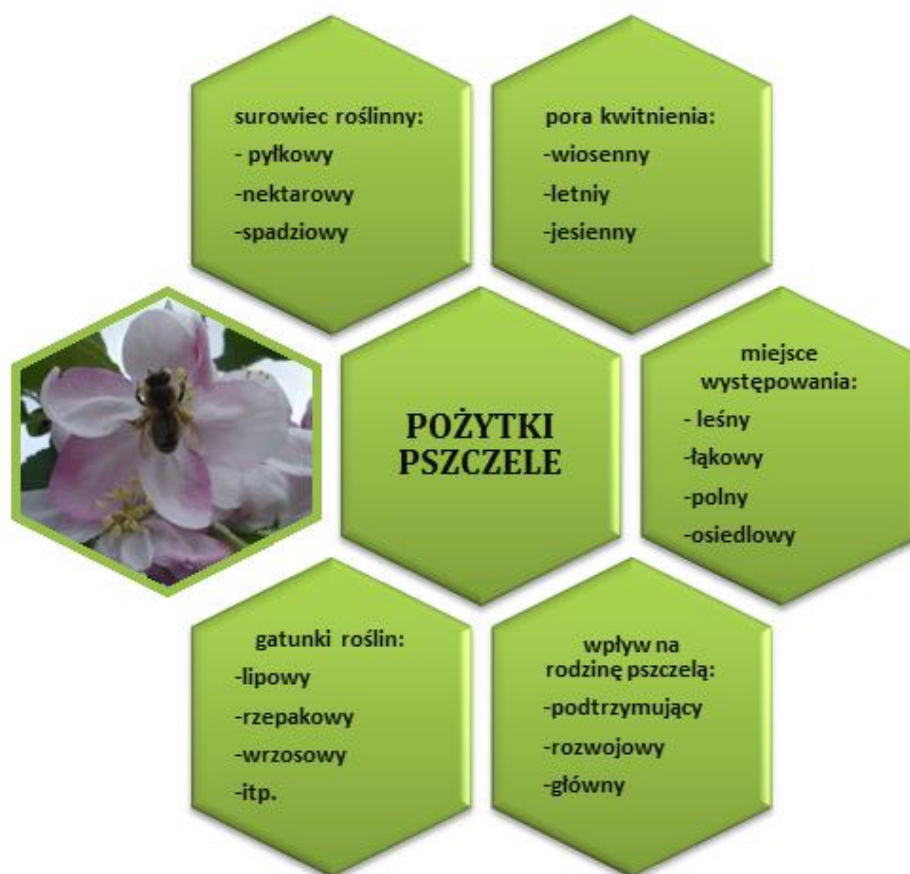 surowiec roślinny:
- pyłkowy
-nektarowy
-spadziowy
pora kwitnienia:
-wiosenny
-letniy
-jesienny
POŻYTKI
PSZCZELE
miejsce
występowania:
- leśny
-łąkowy
-polny
-osiedlowy
gatunki roślin:
-lipowy
-rzepakowy
-wrzosowy
-itp.
wpływ na
rodzinę pszczelą:
-podtrzymujący
-rozwojowy
-główny